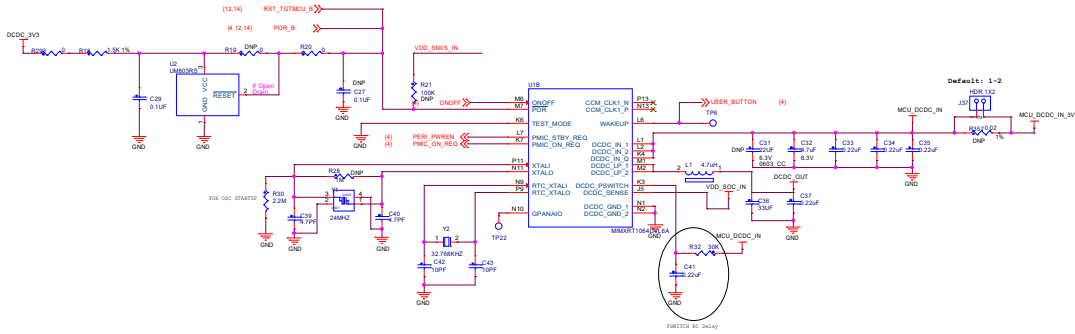 {12,14} RST_TGTMCU_B
{4,12,14} POR_B
DCDC_3V3
VDD_SNVS_IN
R18 1.5K 1%
R19 DNP 0
R20 0
U2
UM803RS
VCC
GND
RESET
3
2
1
# Open
Drain
C29
0.1UF
GND
GND
DNP
C27
0.1UF
GND
R21
100K
DNP
ONOFF
U1B
M6 ONOFF
M7 POR
K6 TEST_MODE
L7 PMIC_STBY_REQ
K7 PMIC_ON_REQ
P11 XTALI
N11 XTALO
N9 RTC_XTALI
P9 RTC_XTALO
N10 GPANAIO
CCM_CLK1_N P13
CCM_CLK1_P N13
WAKEUP L6
DCDC_IN_1 L1
DCDC_IN_2 L2
DCDC_IN_Q K4
DCDC_LP_1 M1
DCDC_LP_2 M2
DCDC_PSWITCH K3
DCDC_SENSE J5
DCDC_GND_1 N1
DCDC_GND_2 N2
GND
{4} PERI_PWREN
{4} PMIC_ON_REQ
GND
USER_BUTTON {4}
TP6
Default: 1-2
HDR 1X2
J37
MCU_DCDC_IN
MCU_DCDC_IN_3V
0.02
DNP 1%
C31
DNP
6.3V
0603_CC
C32
4.7uF
6.3V
C33
0.22uF
C34
0.22uF
C35
0.22uF
GND
L1 4.7uH
2 1
DCDC_OUT
VDD_SOC_IN
C36
33UF
C37
0.22uF
GND
R32 30K
MCU_DCDC_IN
C41
0.22uF
GND
PSWITCH RC Delay
FOR OSC STARTUP
R30
2.2M
GND
R28 DNP
24MHZ
C39
4.7PF
GND
C40
4.7PF
GND
Y2
1 2
32.768KHZ
C42
10PF
GND
C43
10PF
GND
TP22